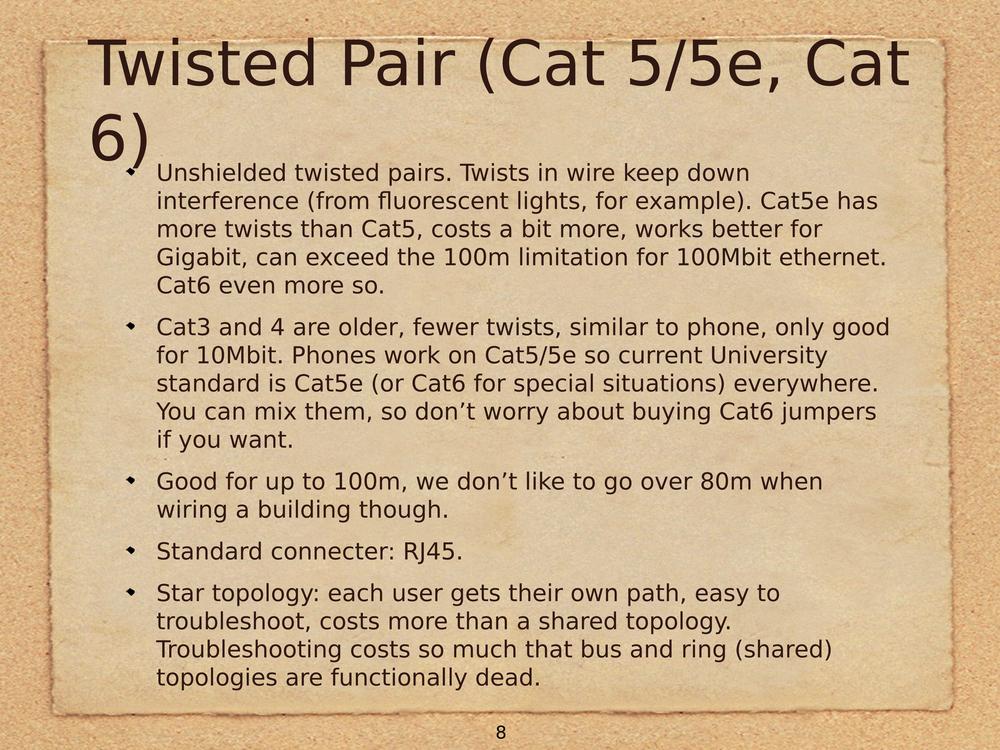 Twisted Pair (Cat 5/5e, Cat
6)
Unshielded twisted pairs. Twists in wire keep down
interference (from fluorescent lights, for example). Cat5e has
more twists than Cat5, costs a bit more, works better for
Gigabit, can exceed the 100m limitation for 100Mbit ethernet.
Cat6 even more so.
Cat3 and 4 are older, fewer twists, similar to phone, only good
for 10Mbit. Phones work on Cat5/5e so current University
standard is Cat5e (or Cat6 for special situations) everywhere.
You can mix them, so don’t worry about buying Cat6 jumpers
if you want.
Good for up to 100m, we don’t like to go over 80m when
wiring a building though.
Standard connecter: RJ45.
Star topology: each user gets their own path, easy to
troubleshoot, costs more than a shared topology.
Troubleshooting costs so much that bus and ring (shared)
topologies are functionally dead.
8